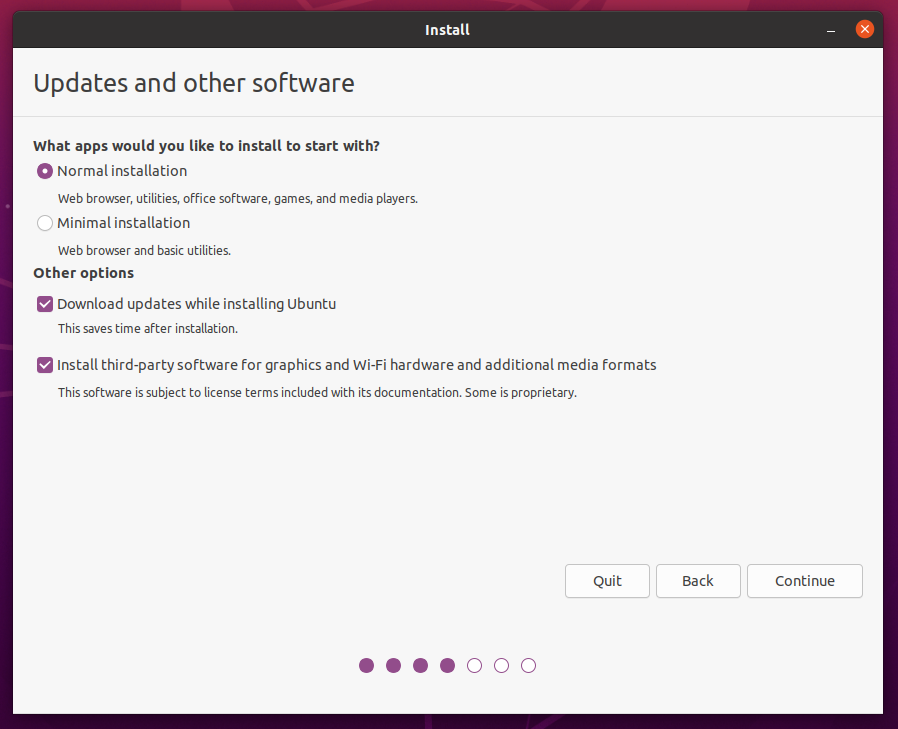 Install
Updates and other software
What apps would you like to install to start with?
Normal installation
Web browser, utilities, office software, games, and media players.
Minimal installation
Web browser and basic utilities.
Other options
Download updates while installing Ubuntu
This saves time after installation.
Install third-party software for graphics and Wi-Fi hardware and additional media formats
This software is subject to license terms included with its documentation. Some is proprietary.
Quit Back Continue